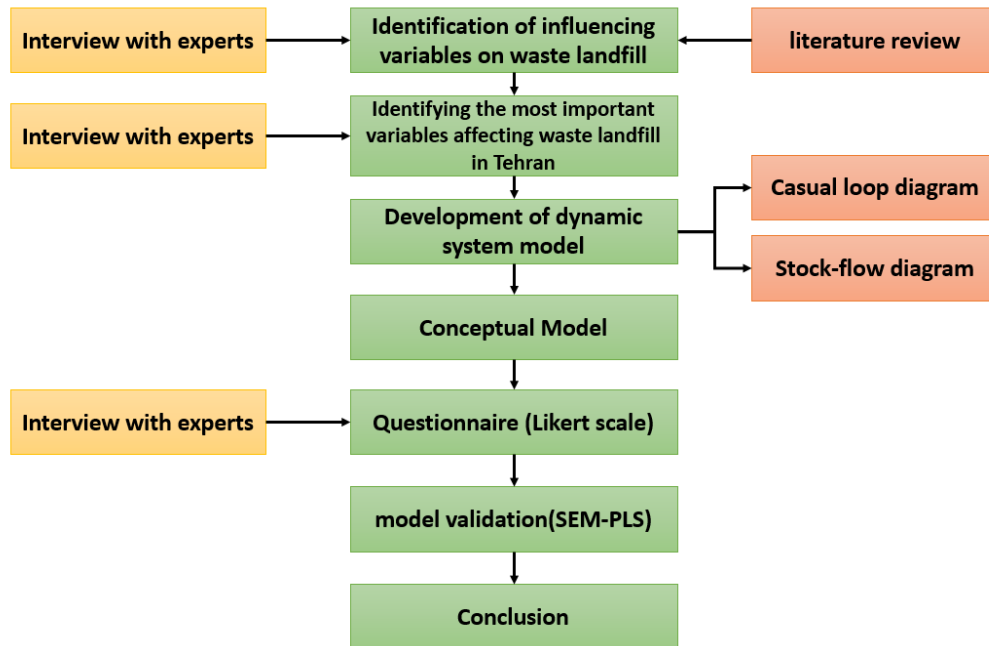 Interview with experts
Identification of influencing
variables on waste landfill
literature review
Interview with experts
Identifying the most important
variables affecting waste landfill
in Tehran
Casual loop diagram
Development of dynamic
system model
Stock-flow diagram
Conceptual Model
Interview with experts
Questionnaire (Likert scale)
model validation(SEM-PLS)
Conclusion